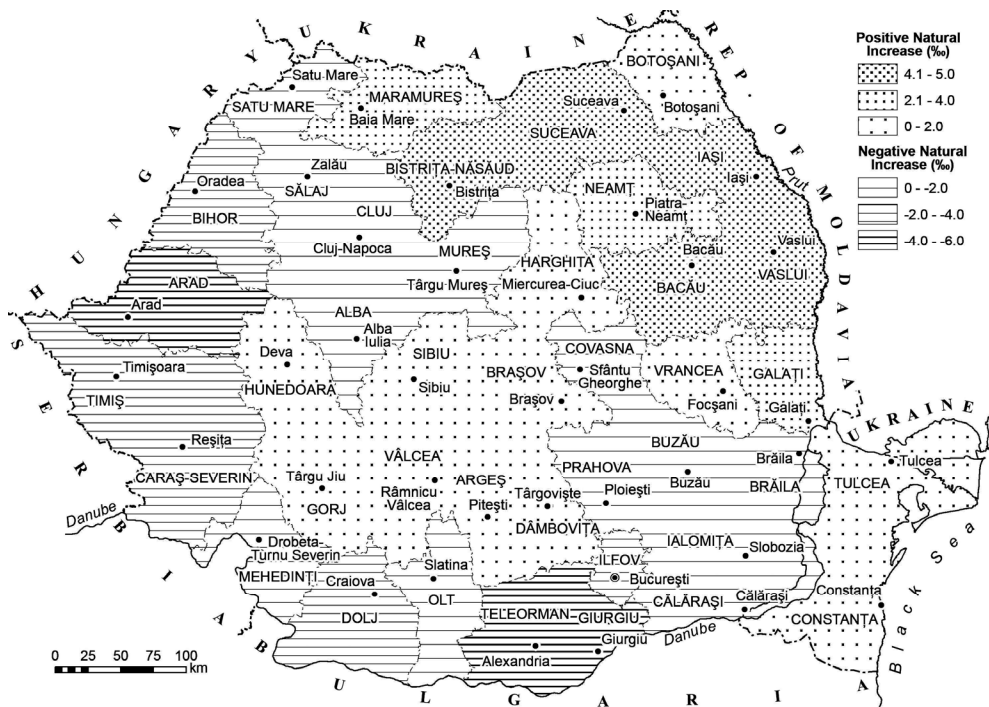 HUNGARY
UKRAINE
REP. OF MOLDAVIA
UKRAINE
Black Sea
BULGARIA
SERBIA
Positive Natural
Increase (‰)
4.1 - 5.0
2.1 - 4.0
0 - 2.0
Negative Natural
Increase (‰)
0 - -2.0
-2.0 - -4.0
-4.0 - -6.0
Satu Mare
SATU MARE
MARAMUREŞ
Baia Mare
BOTOŞANI
Botoşani
Suceava
SUCEAVA
Oradea
BIHOR
Zalău
SĂLAJ
CLUJ
Cluj-Napoca
BISTRIŢA-NĂSĂUD
Bistriţa
IAŞI
Iaşi
Prut
NEAMŢ
Piatra-
Neamţ
MUREŞ
Târgu Mureş
HARGHITA
Miercurea-Ciuc
Bacău
BACĂU
Vaslui
VASLUI
ARAD
Arad
ALBA
Alba
Iulia
Deva
HUNEDOARA
SIBIU
Sibiu
BRAŞOV
Braşov
COVASNA
Sfântu
Gheorghe
VRANCEA
Focşani
GALAŢI
Galaţi
Timişoara
TIMIŞ
Reşiţa
CARAŞ-SEVERIN
Danube
Târgu Jiu
GORJ
VÂLCEA
Râmnicu
Vâlcea
ARGEŞ
Piteşti
Târgovişte
DÂMBOVIŢA
BUZĂU
PRAHOVA
Buzău
Ploieşti
Brăila
BRĂILA
Tulcea
TULCEA
Drobeta-
Turnu Severin
MEHEDINŢI
Craiova
DOLJ
Slatina
OLT
ILFOV
Bucureşti
IALOMIŢA
Slobozia
CĂLĂRAŞI
Călăraşi
Constanţa
CONSTANŢA
TELEORMAN
Alexandria
GIURGIU
Giurgiu
Danube
0 25 50 75 100
km